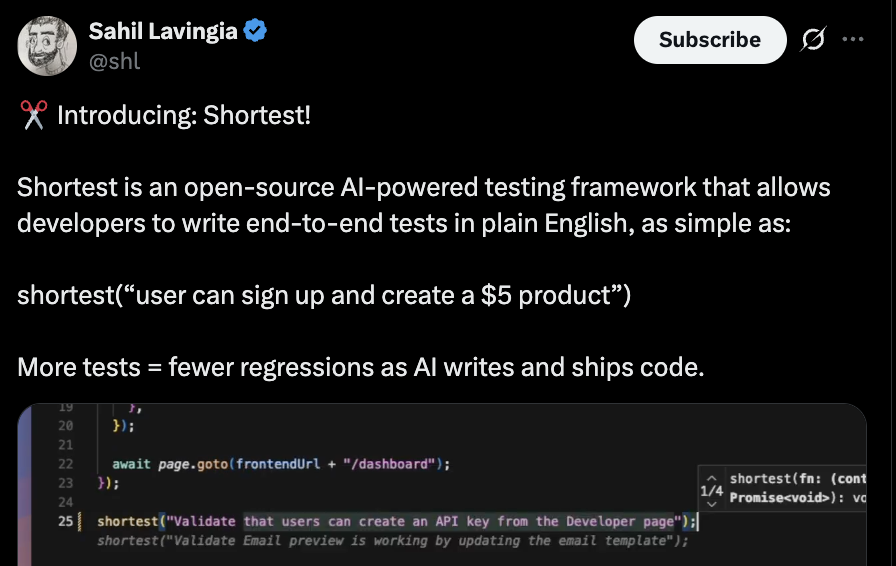 Sahil Lavingia
@shl
Subscribe
Introducing: Shortest!
Shortest is an open-source AI-powered testing framework that allows
developers to write end-to-end tests in plain English, as simple as:
shortest(“user can sign up and create a $5 product”)
More tests = fewer regressions as AI writes and ships code.
19 },
20 });
21
22 await page.goto(frontendUrl + "/dashboard");
23 });
24
25 shortest("Validate that users can create an API key from the Developer page");
shortest("Validate Email preview is working by updating the email template");
1/4
shortest(fn: (cont
Promise<void>): vo